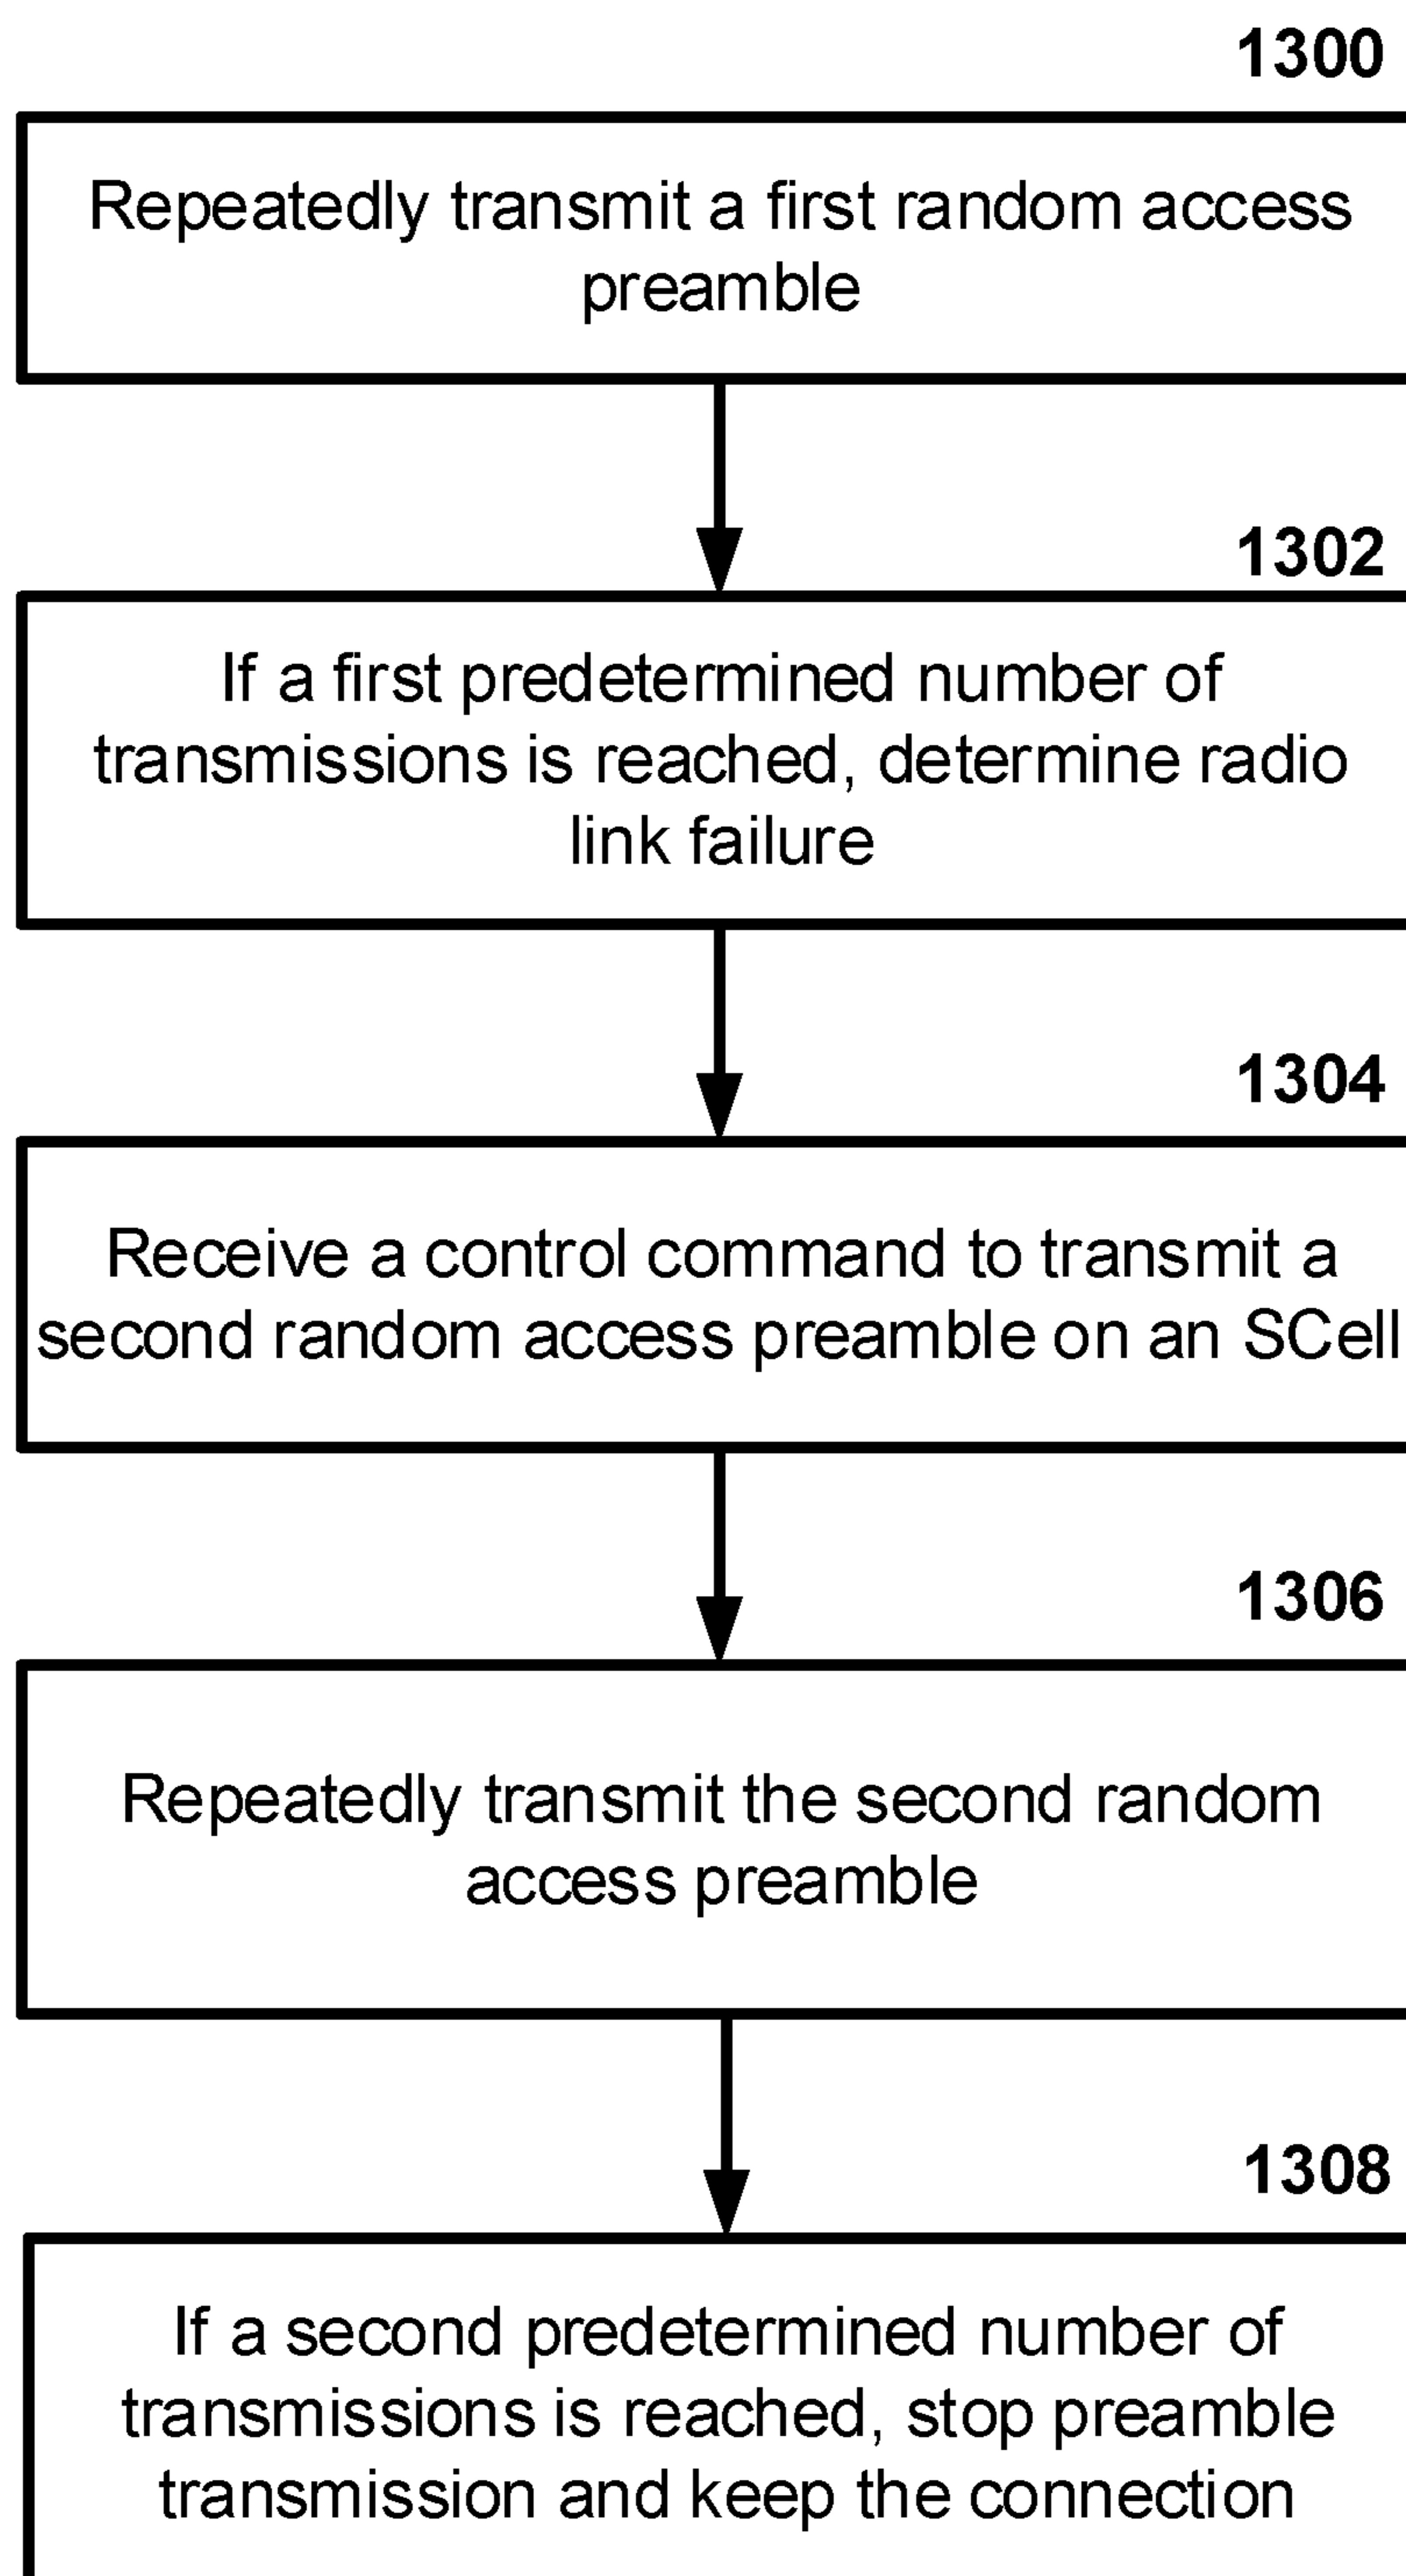 1300
Repeatedly transmit a first random access
preamble
1302
If a first predetermined number of
transmissions is reached, determine radio
link failure
1304
Receive a control command to transmit a
second random access preamble on an SCell
1306
Repeatedly transmit the second random
access preamble
1308
If a second predetermined number of
transmissions is reached, stop preamble
transmission and keep the connection